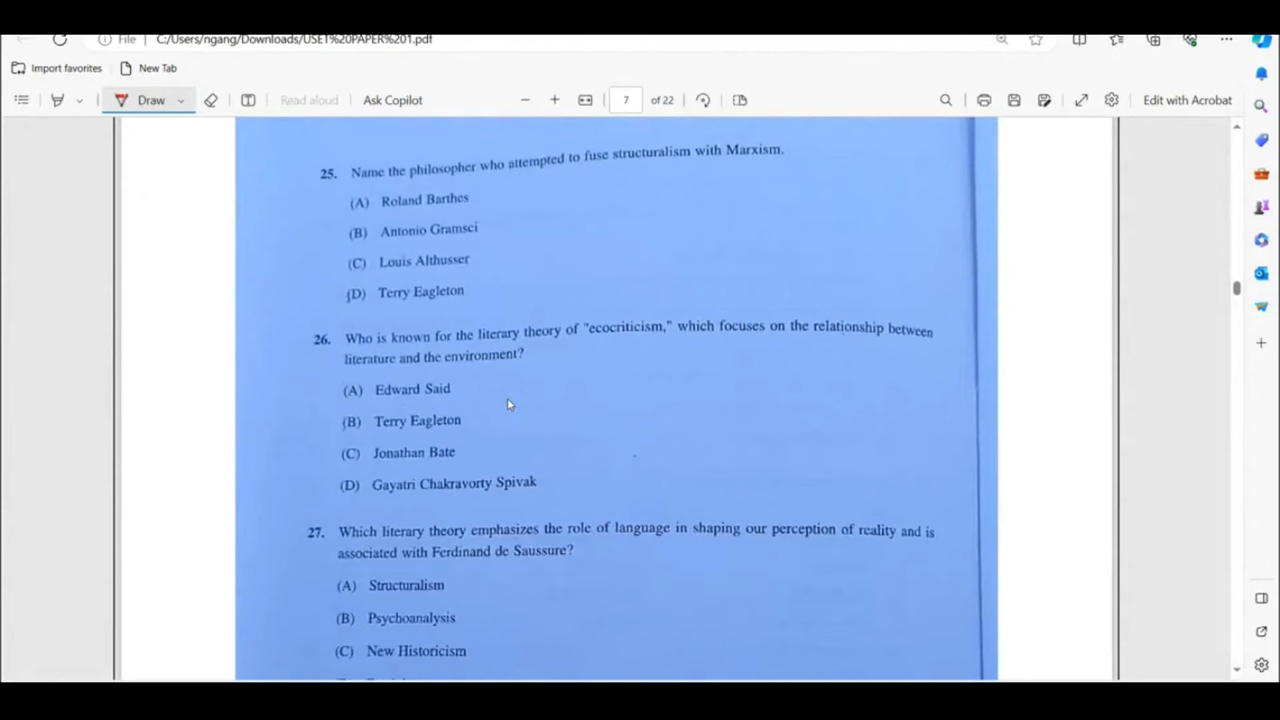 File C:/Users/ngang/Downloads/USET%20PAPER%201.pdf
Import favorites New Tab
Draw Read aloud Ask Copilot 7 of 22 Edit with Acrobat
25. Name the philosopher who attempted to fuse structuralism with Marxism.
(A) Roland Barthes
(B) Antonio Gramsci
(C) Louis Althusser
(D) Terry Eagleton
26. Who is known for the literary theory of "ecocriticism," which focuses on the relationship between
literature and the environment?
(A) Edward Said
(B) Terry Eagleton
(C) Jonathan Bate
(D) Gayatri Chakravorty Spivak
27. Which literary theory emphasizes the role of language in shaping our perception of reality and is
associated with Ferdinand de Saussure?
(A) Structuralism
(B) Psychoanalysis
(C) New Historicism